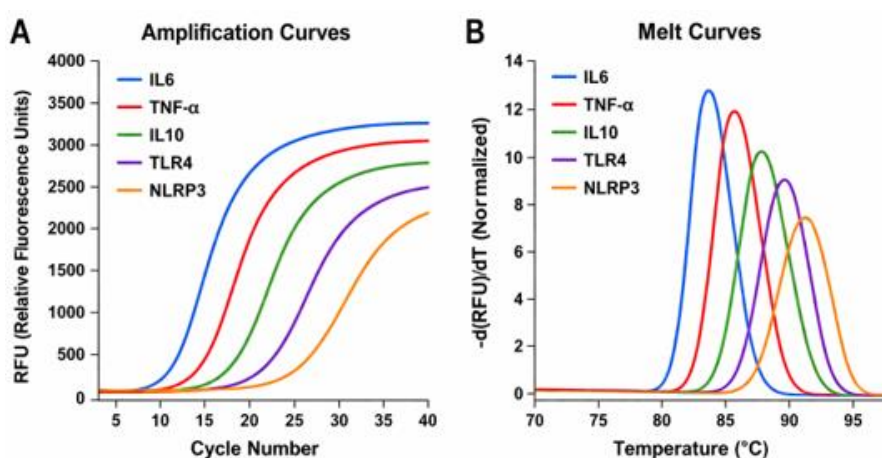 A
Amplification Curves
RFU (Relative Fluorescence Units)
4000
3500
3000
2500
2000
1500
1000
500
0
IL6
TNF-α
IL10
TLR4
NLRP3
5 10 15 20 25 30 35 40
Cycle Number
B
Melt Curves
-d(RFU)/dT (Normalized)
14
12
10
8
6
4
2
0
IL6
TNF-α
IL10
TLR4
NLRP3
70 75 80 85 90 95
Temperature (°C)